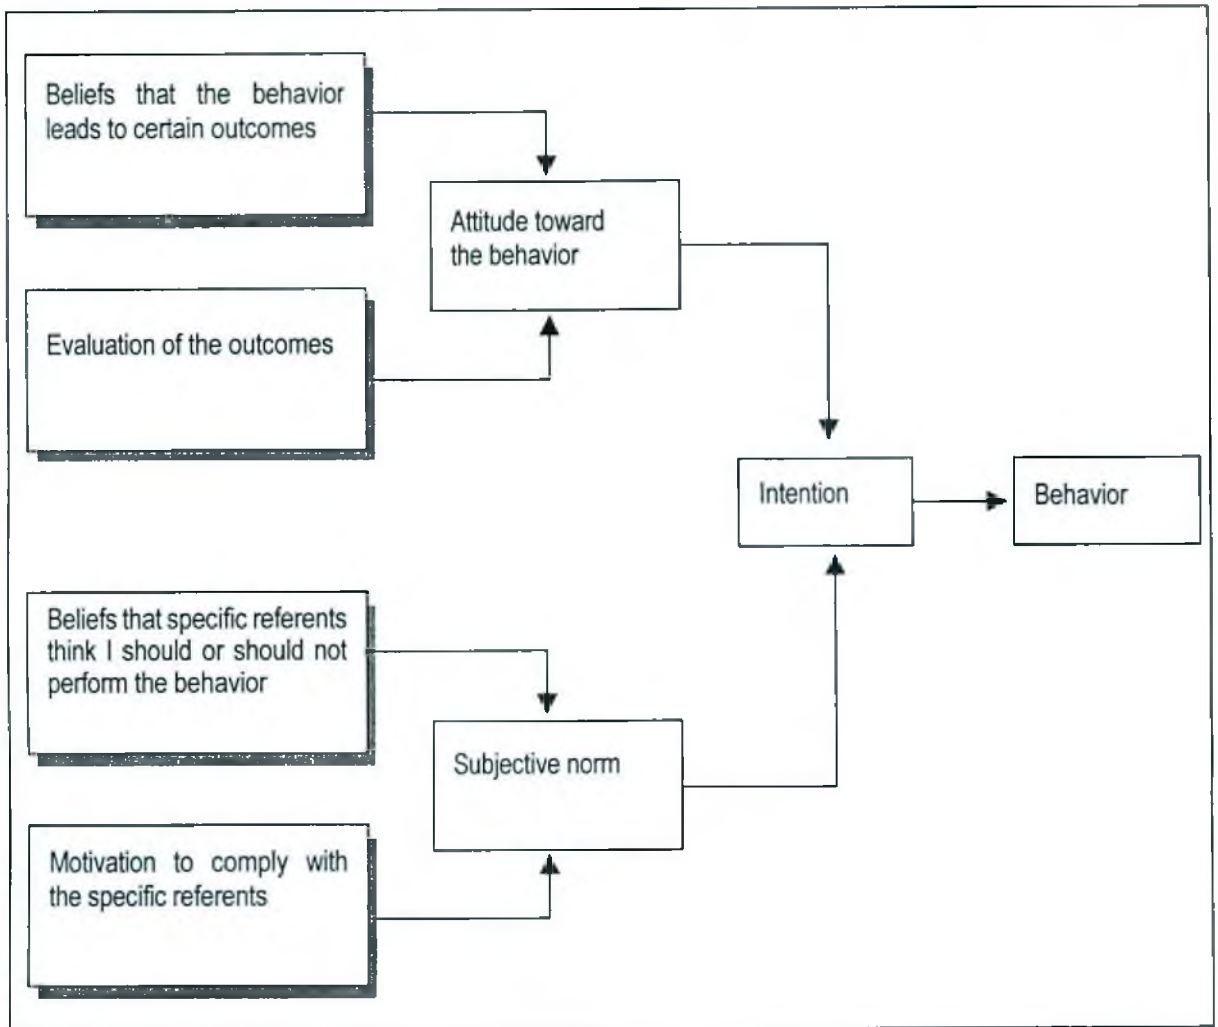 Beliefs that the behavior
leads to certain outcomes
Attitude toward
the behavior
Evaluation of the outcomes
Intention
Behavior
Beliefs that specific referents
think I should or should not
perform the behavior
Subjective norm
Motivation to comply with
the specific referents